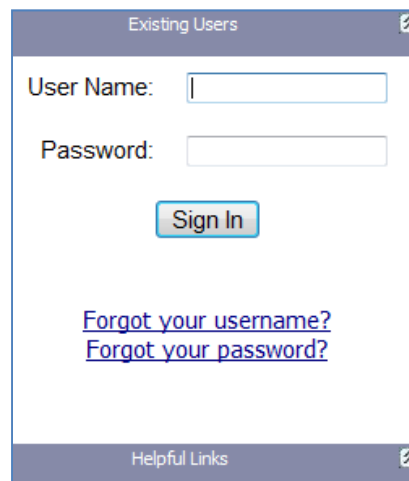 Existing Users
User Name:
Password:
Sign In
Forgot your username?
Forgot your password?
Helpful Links